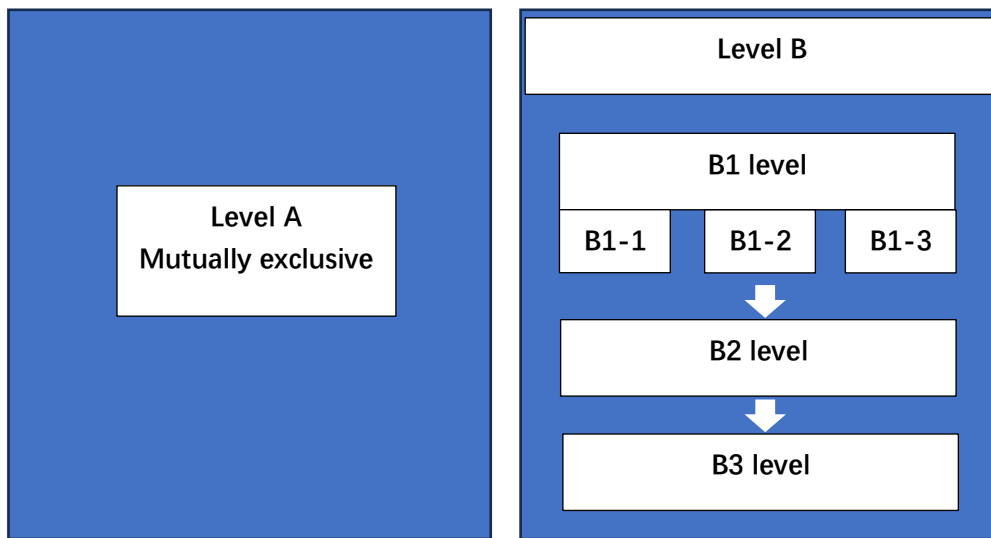 Level A
Mutually exclusive
Level B
B1 level
B1-1
B1-2
B1-3
B2 level
B3 level